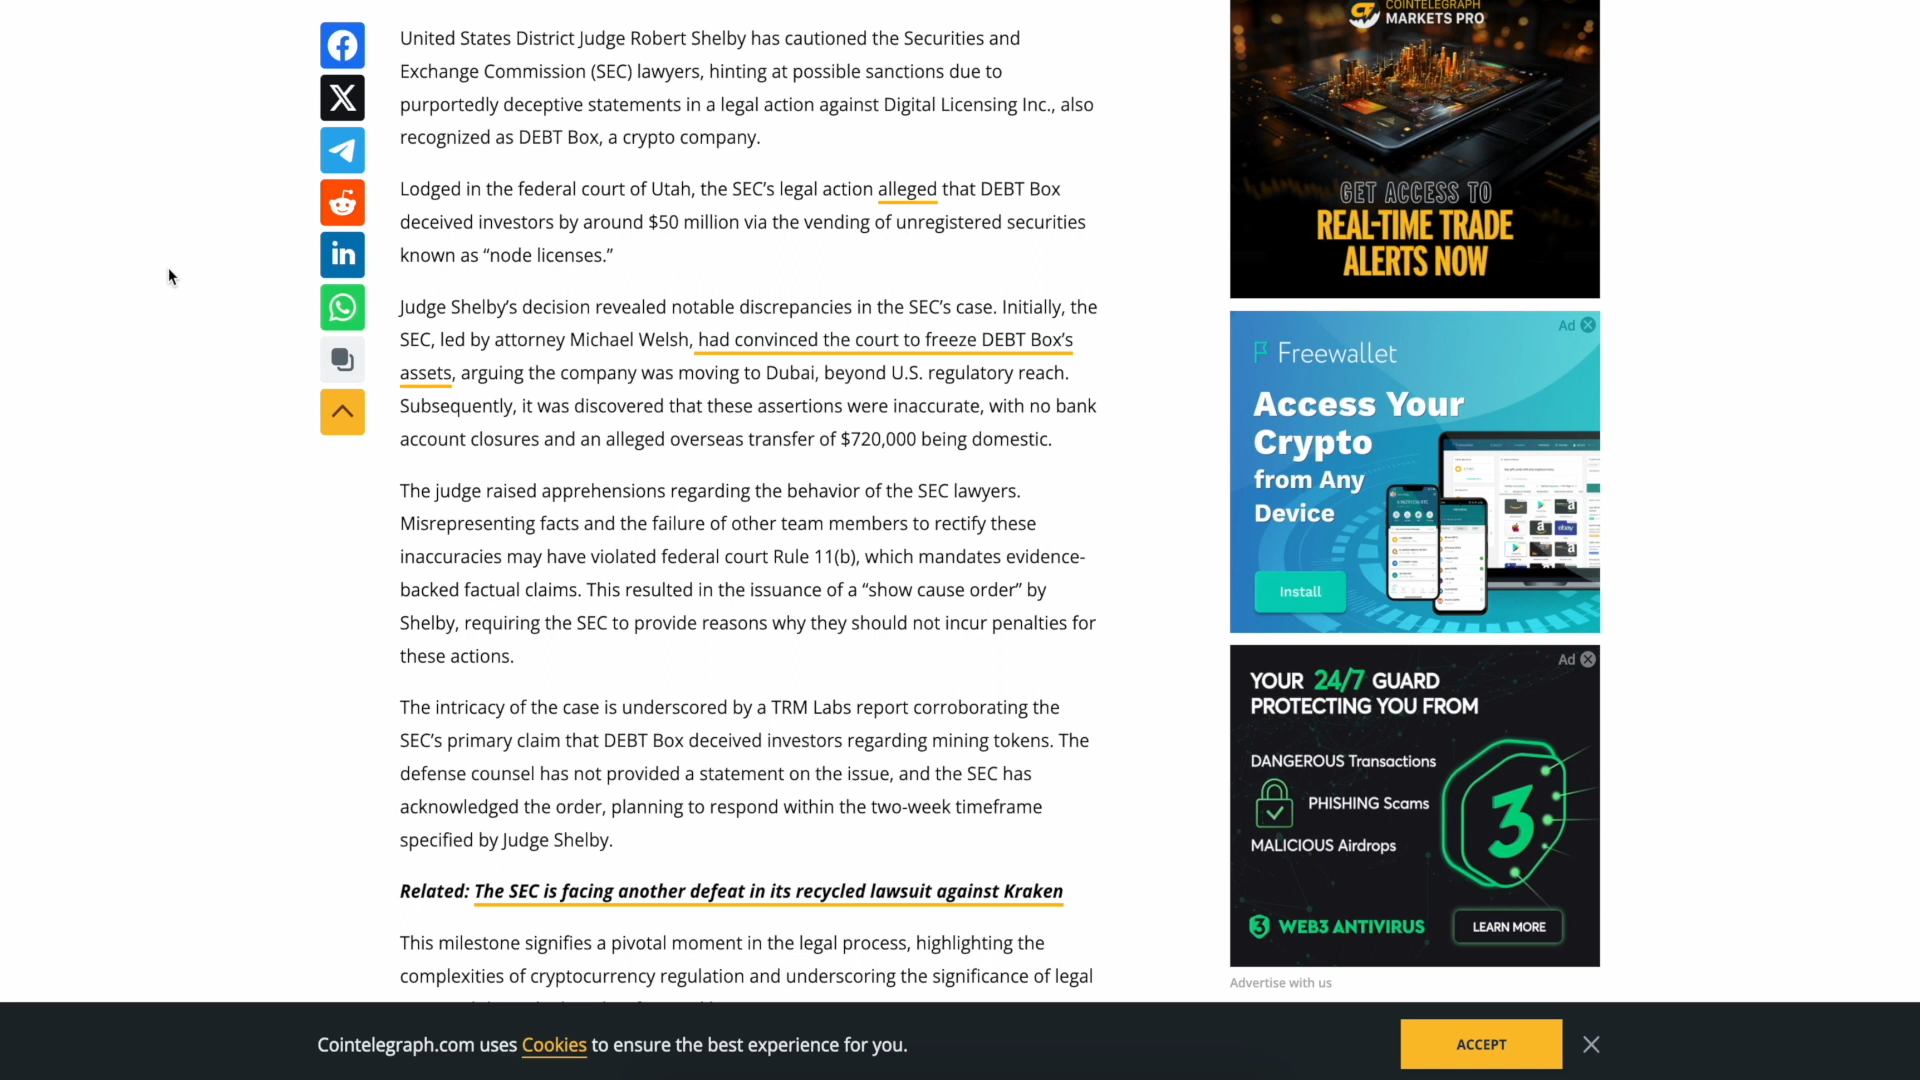 United States District Judge Robert Shelby has cautioned the Securities and
Exchange Commission (SEC) lawyers, hinting at possible sanctions due to
purportedly deceptive statements in a legal action against Digital Licensing Inc., also
recognized as DEBT Box, a crypto company.
Lodged in the federal court of Utah, the SEC’s legal action alleged that DEBT Box
deceived investors by around $50 million via the vending of unregistered securities
known as “node licenses.”
Judge Shelby’s decision revealed notable discrepancies in the SEC’s case. Initially, the
SEC, led by attorney Michael Welsh, had convinced the court to freeze DEBT Box’s
assets, arguing the company was moving to Dubai, beyond U.S. regulatory reach.
Subsequently, it was discovered that these assertions were inaccurate, with no bank
account closures and an alleged overseas transfer of $720,000 being domestic.
The judge raised apprehensions regarding the behavior of the SEC lawyers.
Misrepresenting facts and the failure of other team members to rectify these
inaccuracies may have violated federal court Rule 11(b), which mandates evidence-
backed factual claims. This resulted in the issuance of a “show cause order” by
Shelby, requiring the SEC to provide reasons why they should not incur penalties for
these actions.
The intricacy of the case is underscored by a TRM Labs report corroborating the
SEC’s primary claim that DEBT Box deceived investors regarding mining tokens. The
defense counsel has not provided a statement on the issue, and the SEC has
acknowledged the order, planning to respond within the two-week timeframe
specified by Judge Shelby.
Related: The SEC is facing another defeat in its recycled lawsuit against Kraken
This milestone signifies a pivotal moment in the legal process, highlighting the
complexities of cryptocurrency regulation and underscoring the significance of legal
COINTELEGRAPH
MARKETS PRO
GET ACCESS TO
REAL-TIME TRADE
ALERTS NOW
Ad
Freewallet
Access Your
Crypto
from Any
Device
Install
Ad
YOUR 24/7 GUARD
PROTECTING YOU FROM
DANGEROUS Transactions
PHISHING Scams
MALICIOUS Airdrops
3
WEB3 ANTIVIRUS
LEARN MORE
Advertise with us
Cointelegraph.com uses Cookies to ensure the best experience for you.
ACCEPT